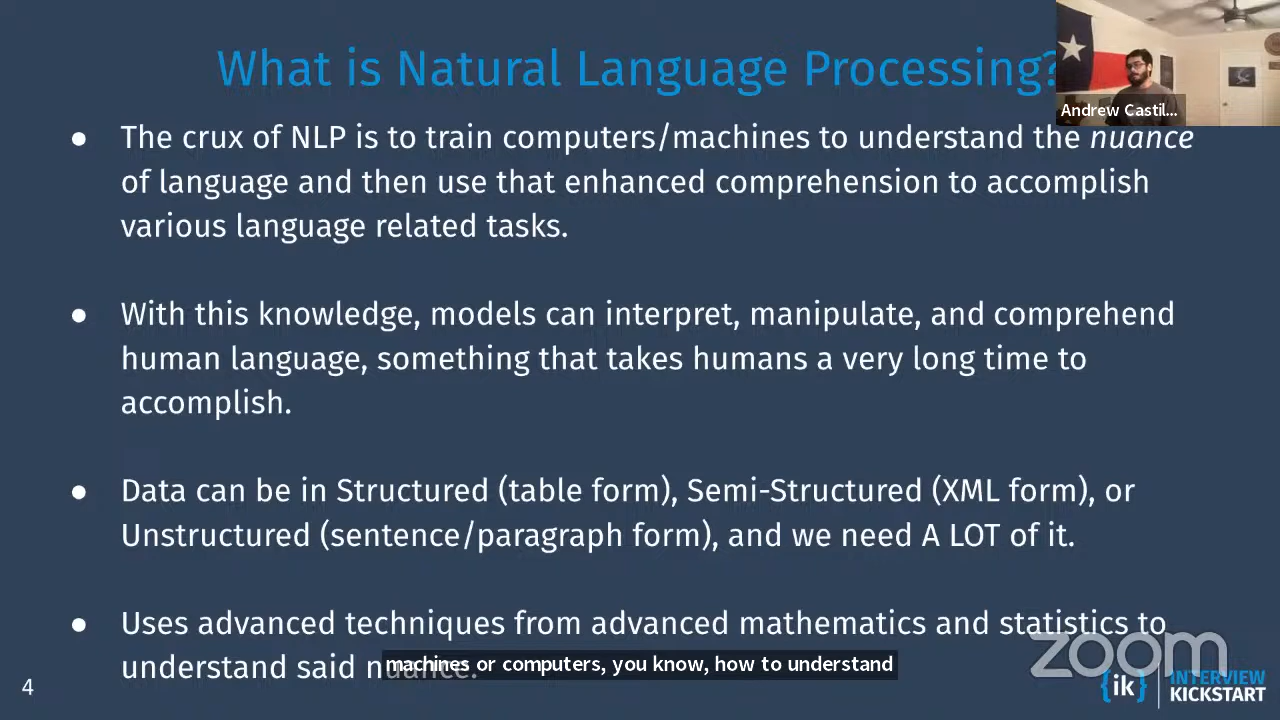 What is Natural Language Processing?
Andrew Castil...
● The crux of NLP is to train computers/machines to understand the nuance
of language and then use that enhanced comprehension to accomplish
various language related tasks.
● With this knowledge, models can interpret, manipulate, and comprehend
human language, something that takes humans a very long time to
accomplish.
● Data can be in Structured (table form), Semi-Structured (XML form), or
Unstructured (sentence/paragraph form), and we need A LOT of it.
● Uses advanced techniques from advanced mathematics and statistics to
understand said nuance.
machines or computers, you know, how to understand
zoom
4
{ik} INTERVIEW
KICKSTART